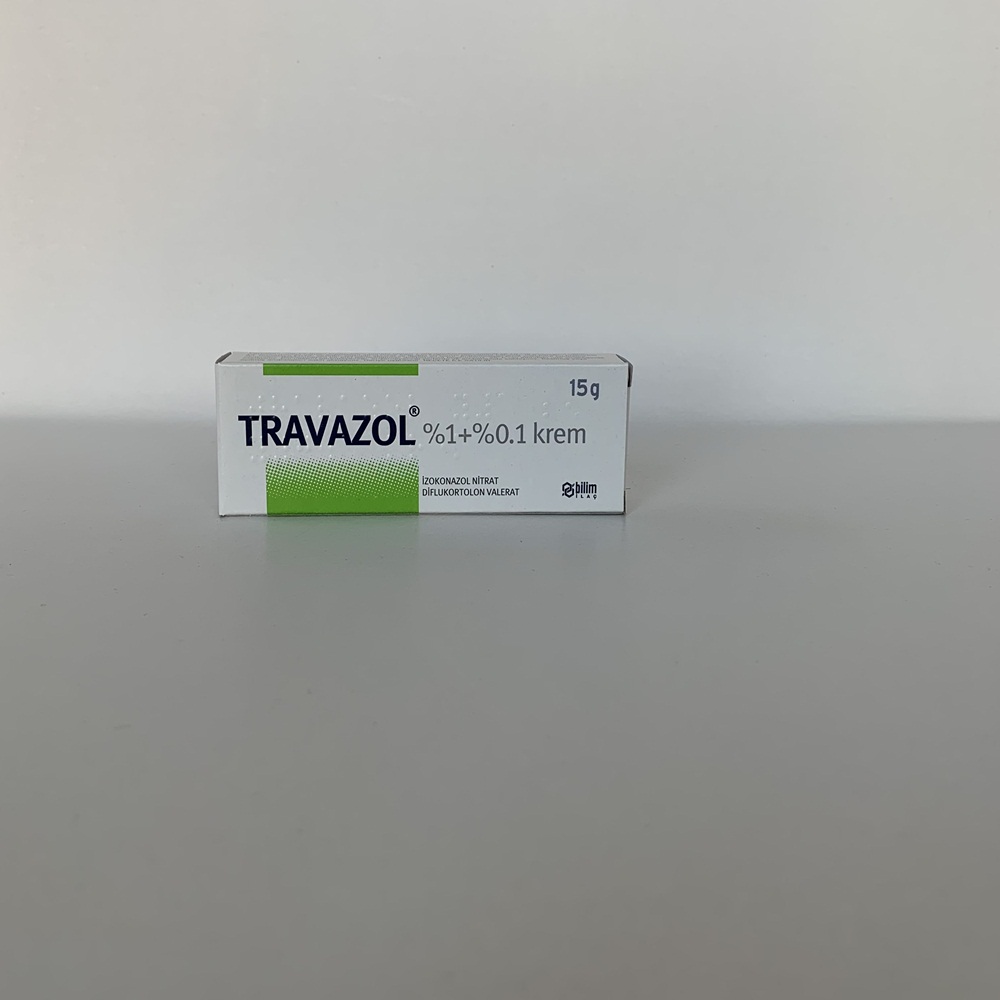 15g
TRAVAZOL® %1+%0.1 krem
İZOKONAZOL NİTRAT
DİFLUKORTOLON VALERAT
bilim
İLAÇ